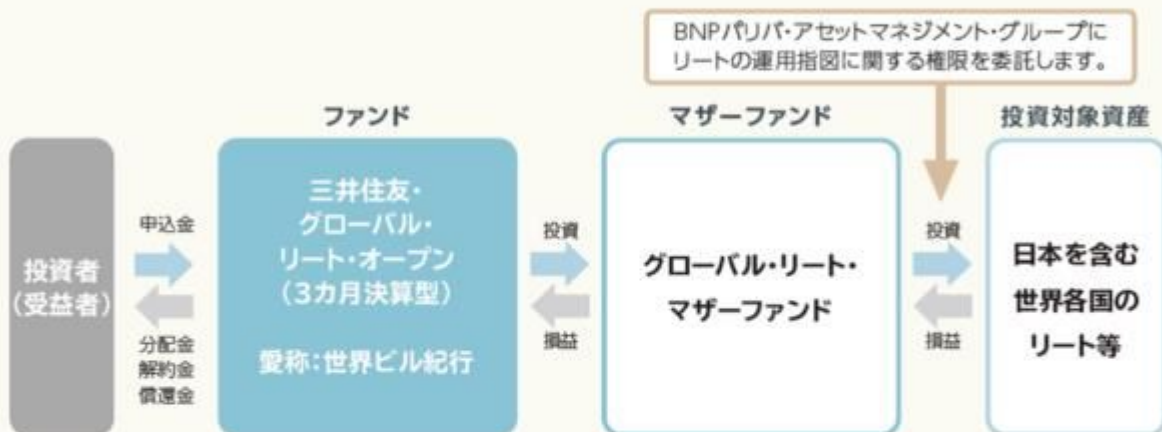 BNPパリバ・アセットマネジメント・グループに
リートの運用指図に関する権限を委託します。
ファンド
マザーファンド
投資対象資産
投資者
(受益者)
申込金
分配金
解約金
償還金
三井住友・
グローバル・
リート・オープン
(3カ月決算型)
愛称:世界ビル紀行
投資
損益
グローバル・リート・
マザーファンド
投資
損益
日本を含む
世界各国の
リート等